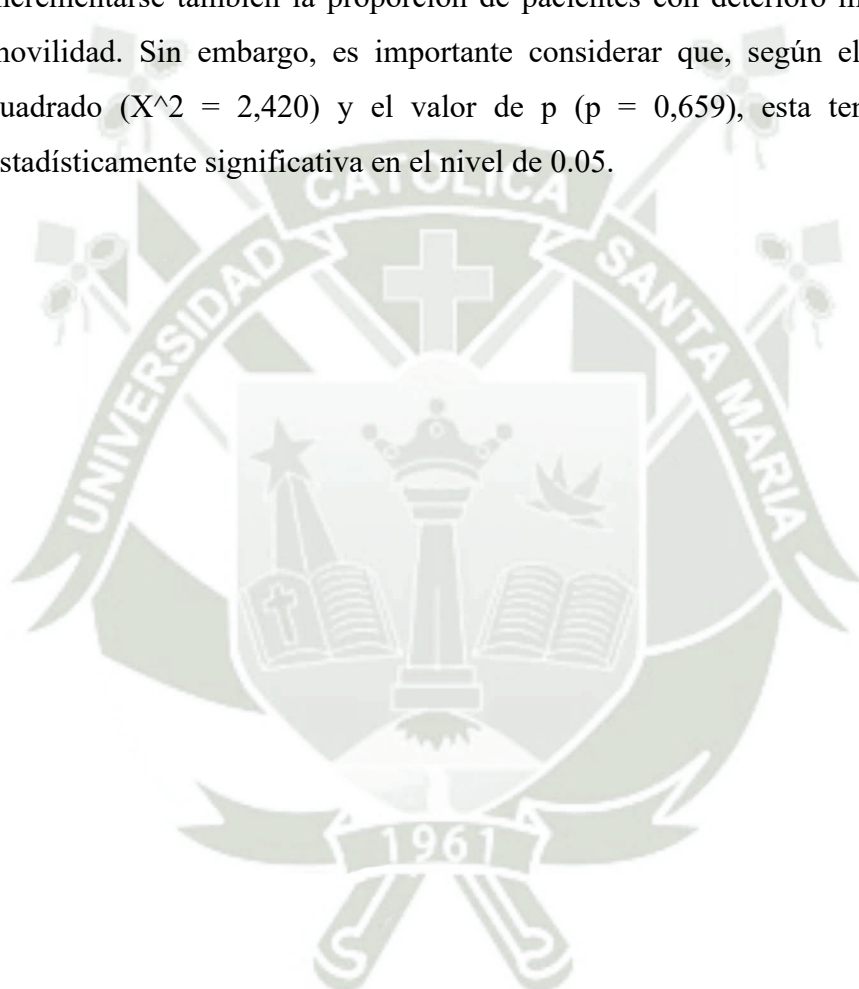 ncrementarse también la proporción de pacientes con deterioro m
movilidad. Sin embargo, es importante considerar que, según el
uadrado (X^2 = 2,420) y el valor de p (p = 0,659), esta ten
stadísticamente significativa en el nivel de 0.05.
UNIVERSIDAD CATOLICA SANTA MARIA
1961